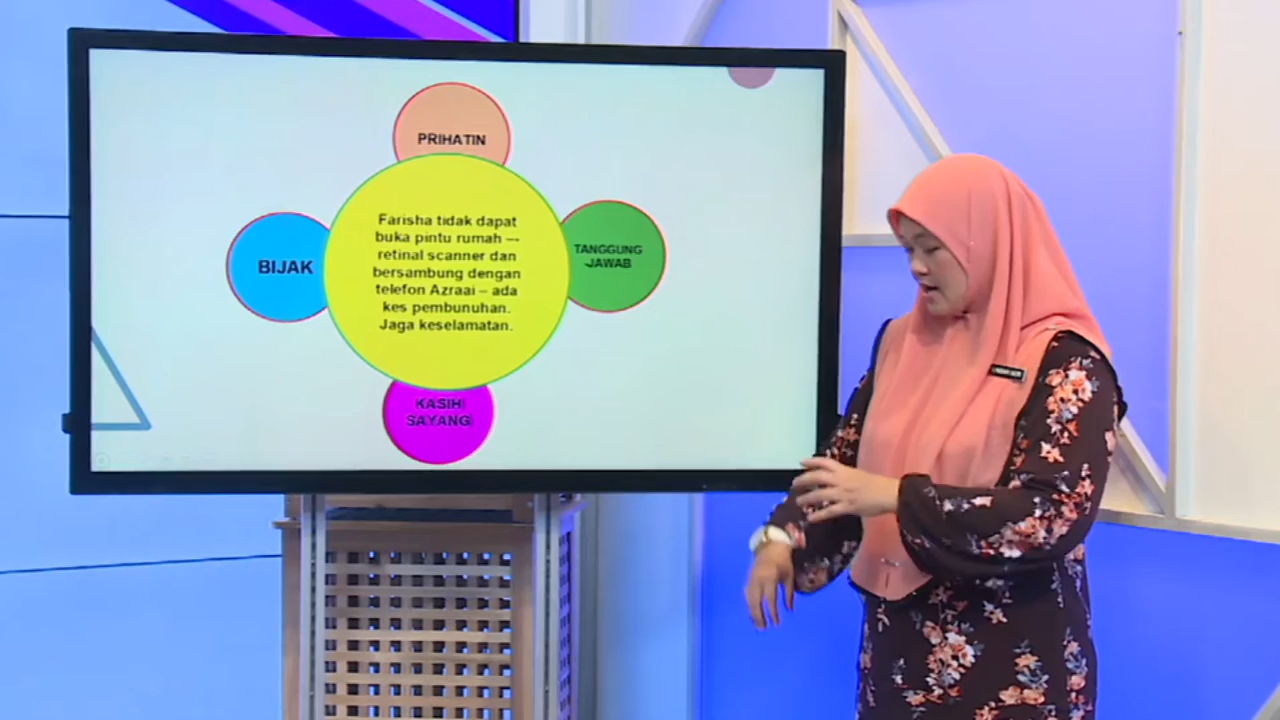 PRIHATIN
BIJAK
Farisha tidak dapat
buka pintu rumah –-
retinal scanner dan
bersambung dengan
telefon Azraai – ada
kes pembunuhan.
Jaga keselamatan.
TANGGUNG
-JAWAB
KASIH
SAYANG